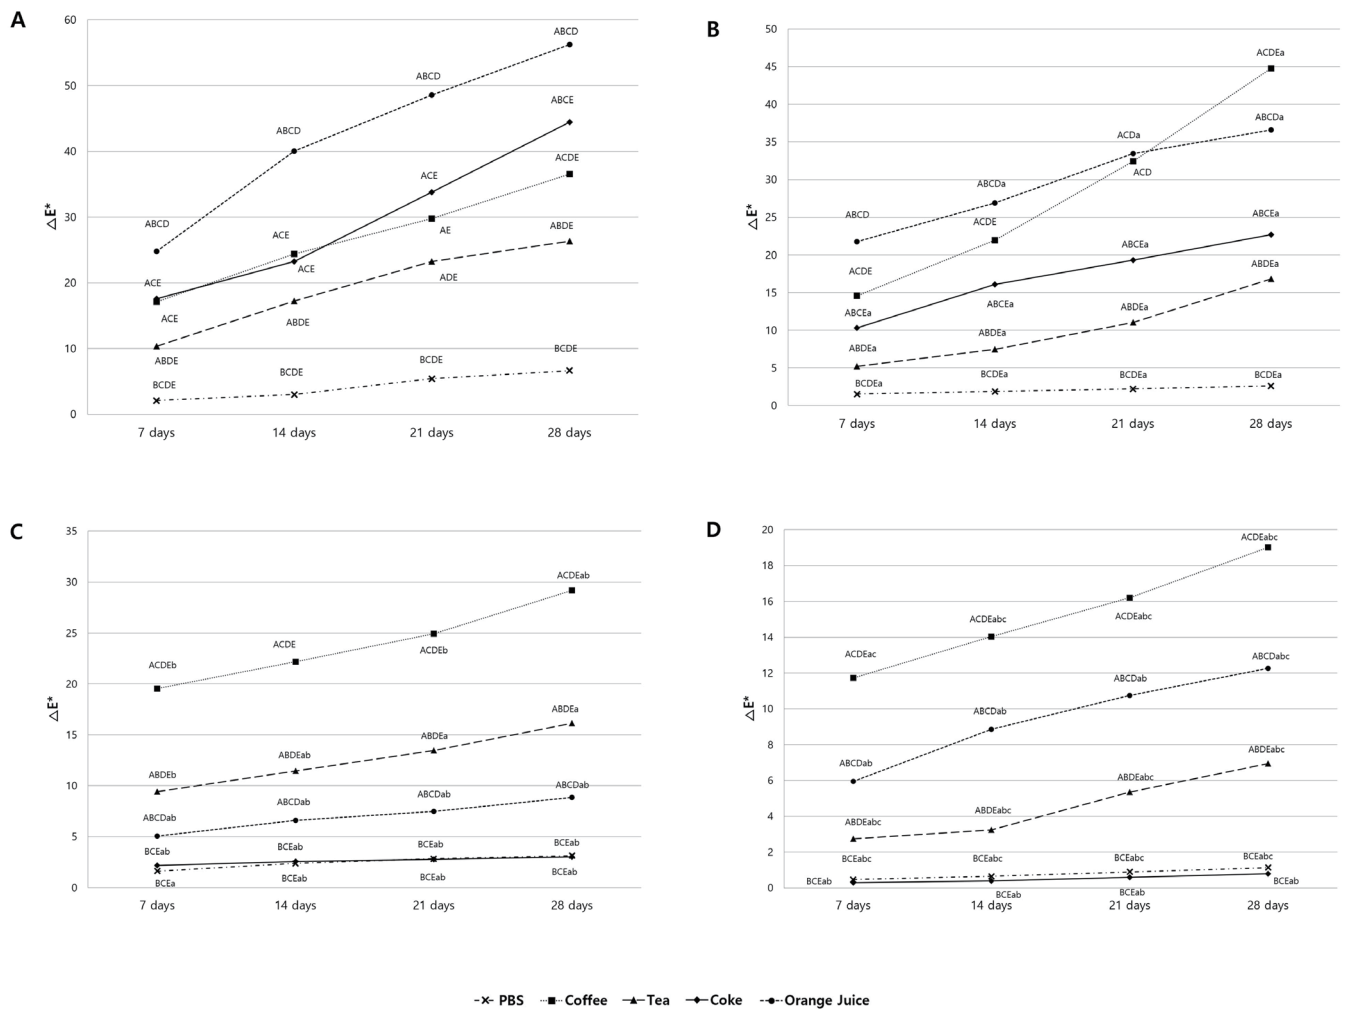 A
60
50
40
30
20
10
0
△E*
ABCD
ABCD
ABCD
ABCD
ABCE
ACDE
ACE
ACE
ACE
ACE
ACE
AE
ABDE
ABDE
ADE
ABDE
BCDE
BCDE
BCDE
BCDE
7 days
14 days
21 days
28 days
B
50
45
40
35
30
25
20
15
10
5
0
△E*
ACDEa
ABCDa
ACDa
ACD
ABCDa
ABCD
ACDE
ACDE
ABCEa
ABCEa
ABCEa
ABCEa
ABDEa
ABDEa
ABDEa
ABDEa
BCDEa
BCDEa
BCDEa
BCDEa
7 days
14 days
21 days
28 days
C
35
30
25
20
15
10
5
0
△E*
ACDEb
ACDE
ACDEb
ACDEab
ABDEb
ABDEab
ABDEa
ABDEa
ABCDab
ABCDab
ABCDab
ABCDab
BCEab
BCEab
BCEab
BCEab
BCEa
BCEab
BCEab
BCEab
7 days
14 days
21 days
28 days
D
20
18
16
14
12
10
8
6
4
2
0
△E*
ACDEac
ACDEabc
ACDEabc
ACDEabc
ABCDab
ABCDab
ABCDab
ABCDabc
ABDEabc
ABDEabc
ABDEabc
ABDEabc
BCEabc
BCEabc
BCEabc
BCEabc
BCEab
BCEab
BCEab
BCEab
7 days
14 days
21 days
28 days
PBS Coffee Tea Coke Orange Juice